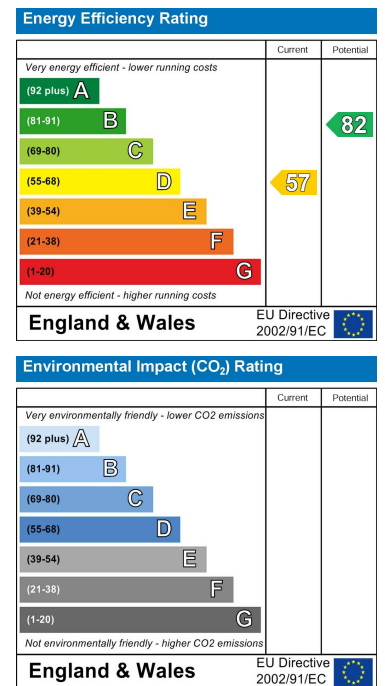 Energy Efficiency Rating
Current Potential
Very energy efficient - lower running costs
(92 plus) A
(81-91) B
82
(69-80) C
(55-68) D
57
(39-54) E
(21-38) F
(1-20) G
Not energy efficient - higher running costs
England & Wales
EU Directive
2002/91/EC
Environmental Impact (CO₂) Rating
Current Potential
Very environmentally friendly - lower CO2 emissions
(92 plus) A
(81-91) B
(69-80) C
(55-68) D
(39-54) E
(21-38) F
(1-20) G
Not environmentally friendly - higher CO2 emissions
England & Wales
EU Directive
2002/91/EC